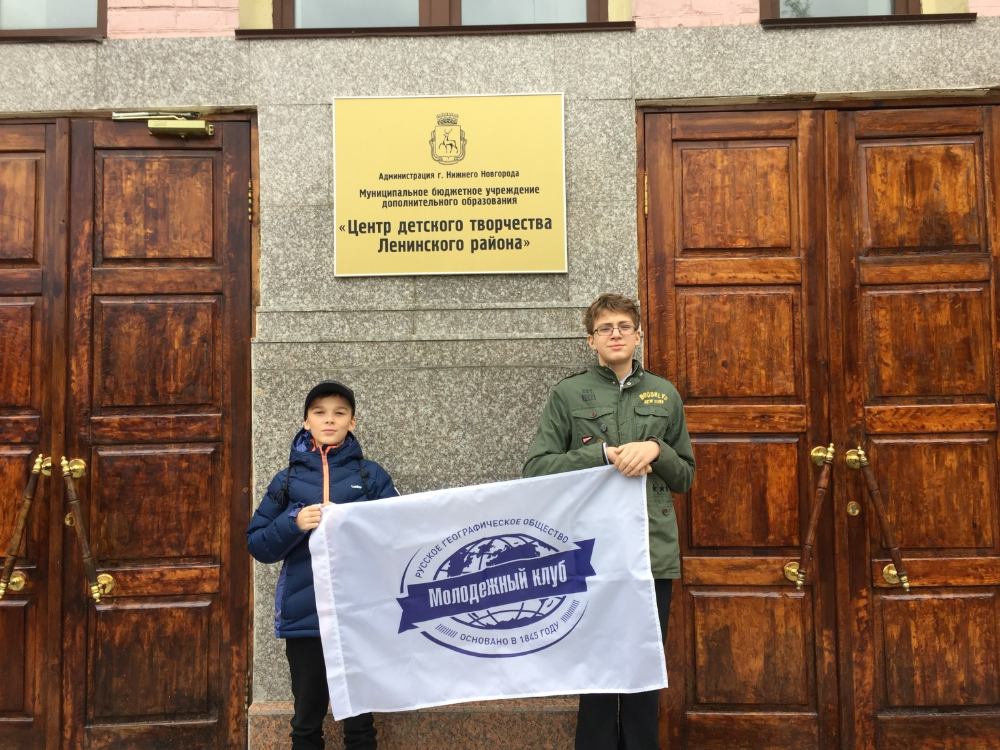 Администрация г. Нижнего Новгорода
Муниципальное бюджетное учреждение
дополнительного образования
«Центр детского творчества
Ленинского района»
EST.
BROOKLYN
NEW YORK
РУССКОЕ ГЕОГРАФИЧЕСКОЕ ОБЩЕСТВО
Молодежный клуб
ОСНОВАНО В 1845 ГОДУ